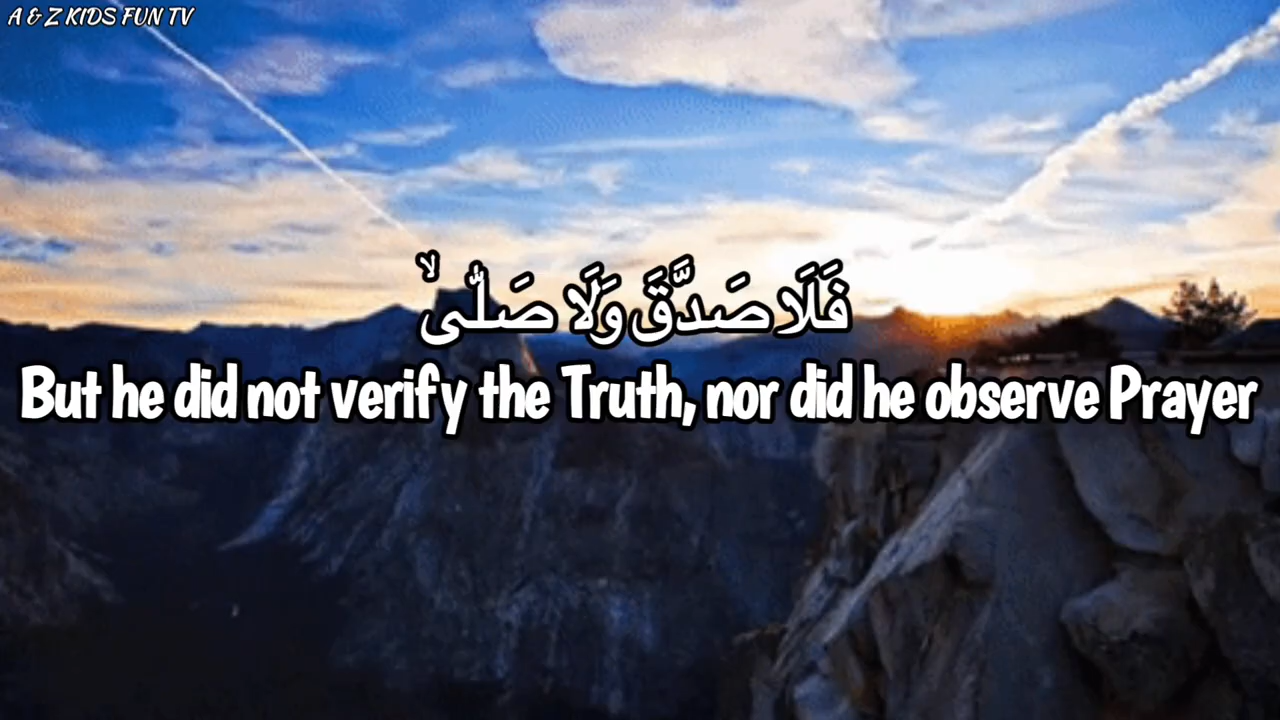 A & Z KIDS FUN TV
فَلَا صَدَّقَ وَلَا صَلّٰىۙ
But he did not verify the Truth, nor did he observe Prayer